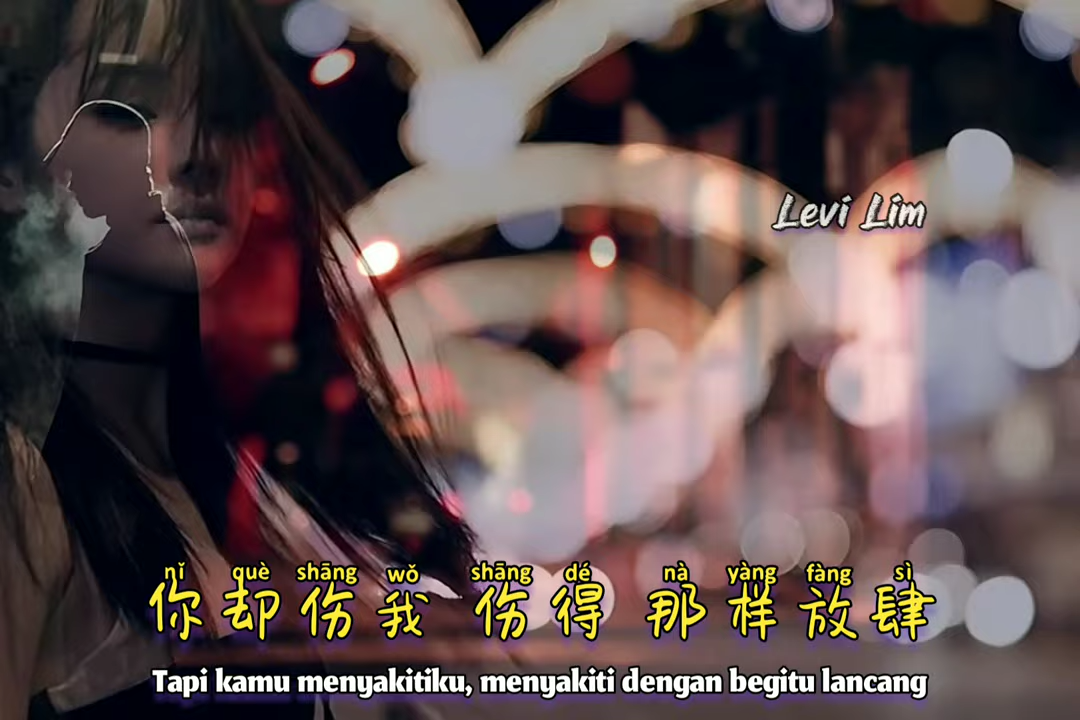 Levi Lim
nǐ què shāng wǒ shāng dé nà yàng fàng sì
你却伤我 伤得 那样放肆
Tapi kamu menyakitiku, menyakiti dengan begitu lancang